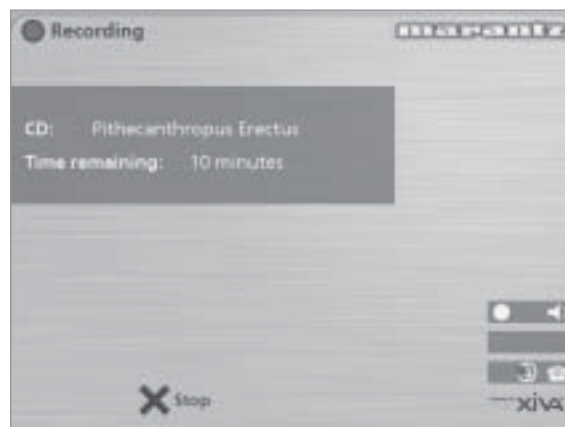 Recording
marantz
CD: Pithecanthropus Erectus
Time remaining: 10 minutes
Stop
xiva